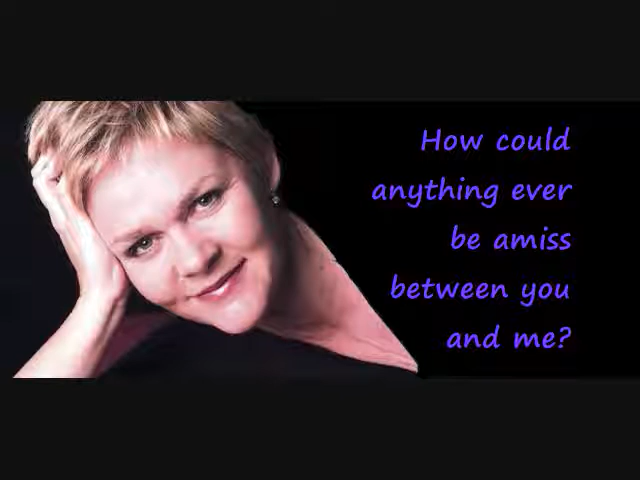 How could
anything ever
be amiss
between you
and me?